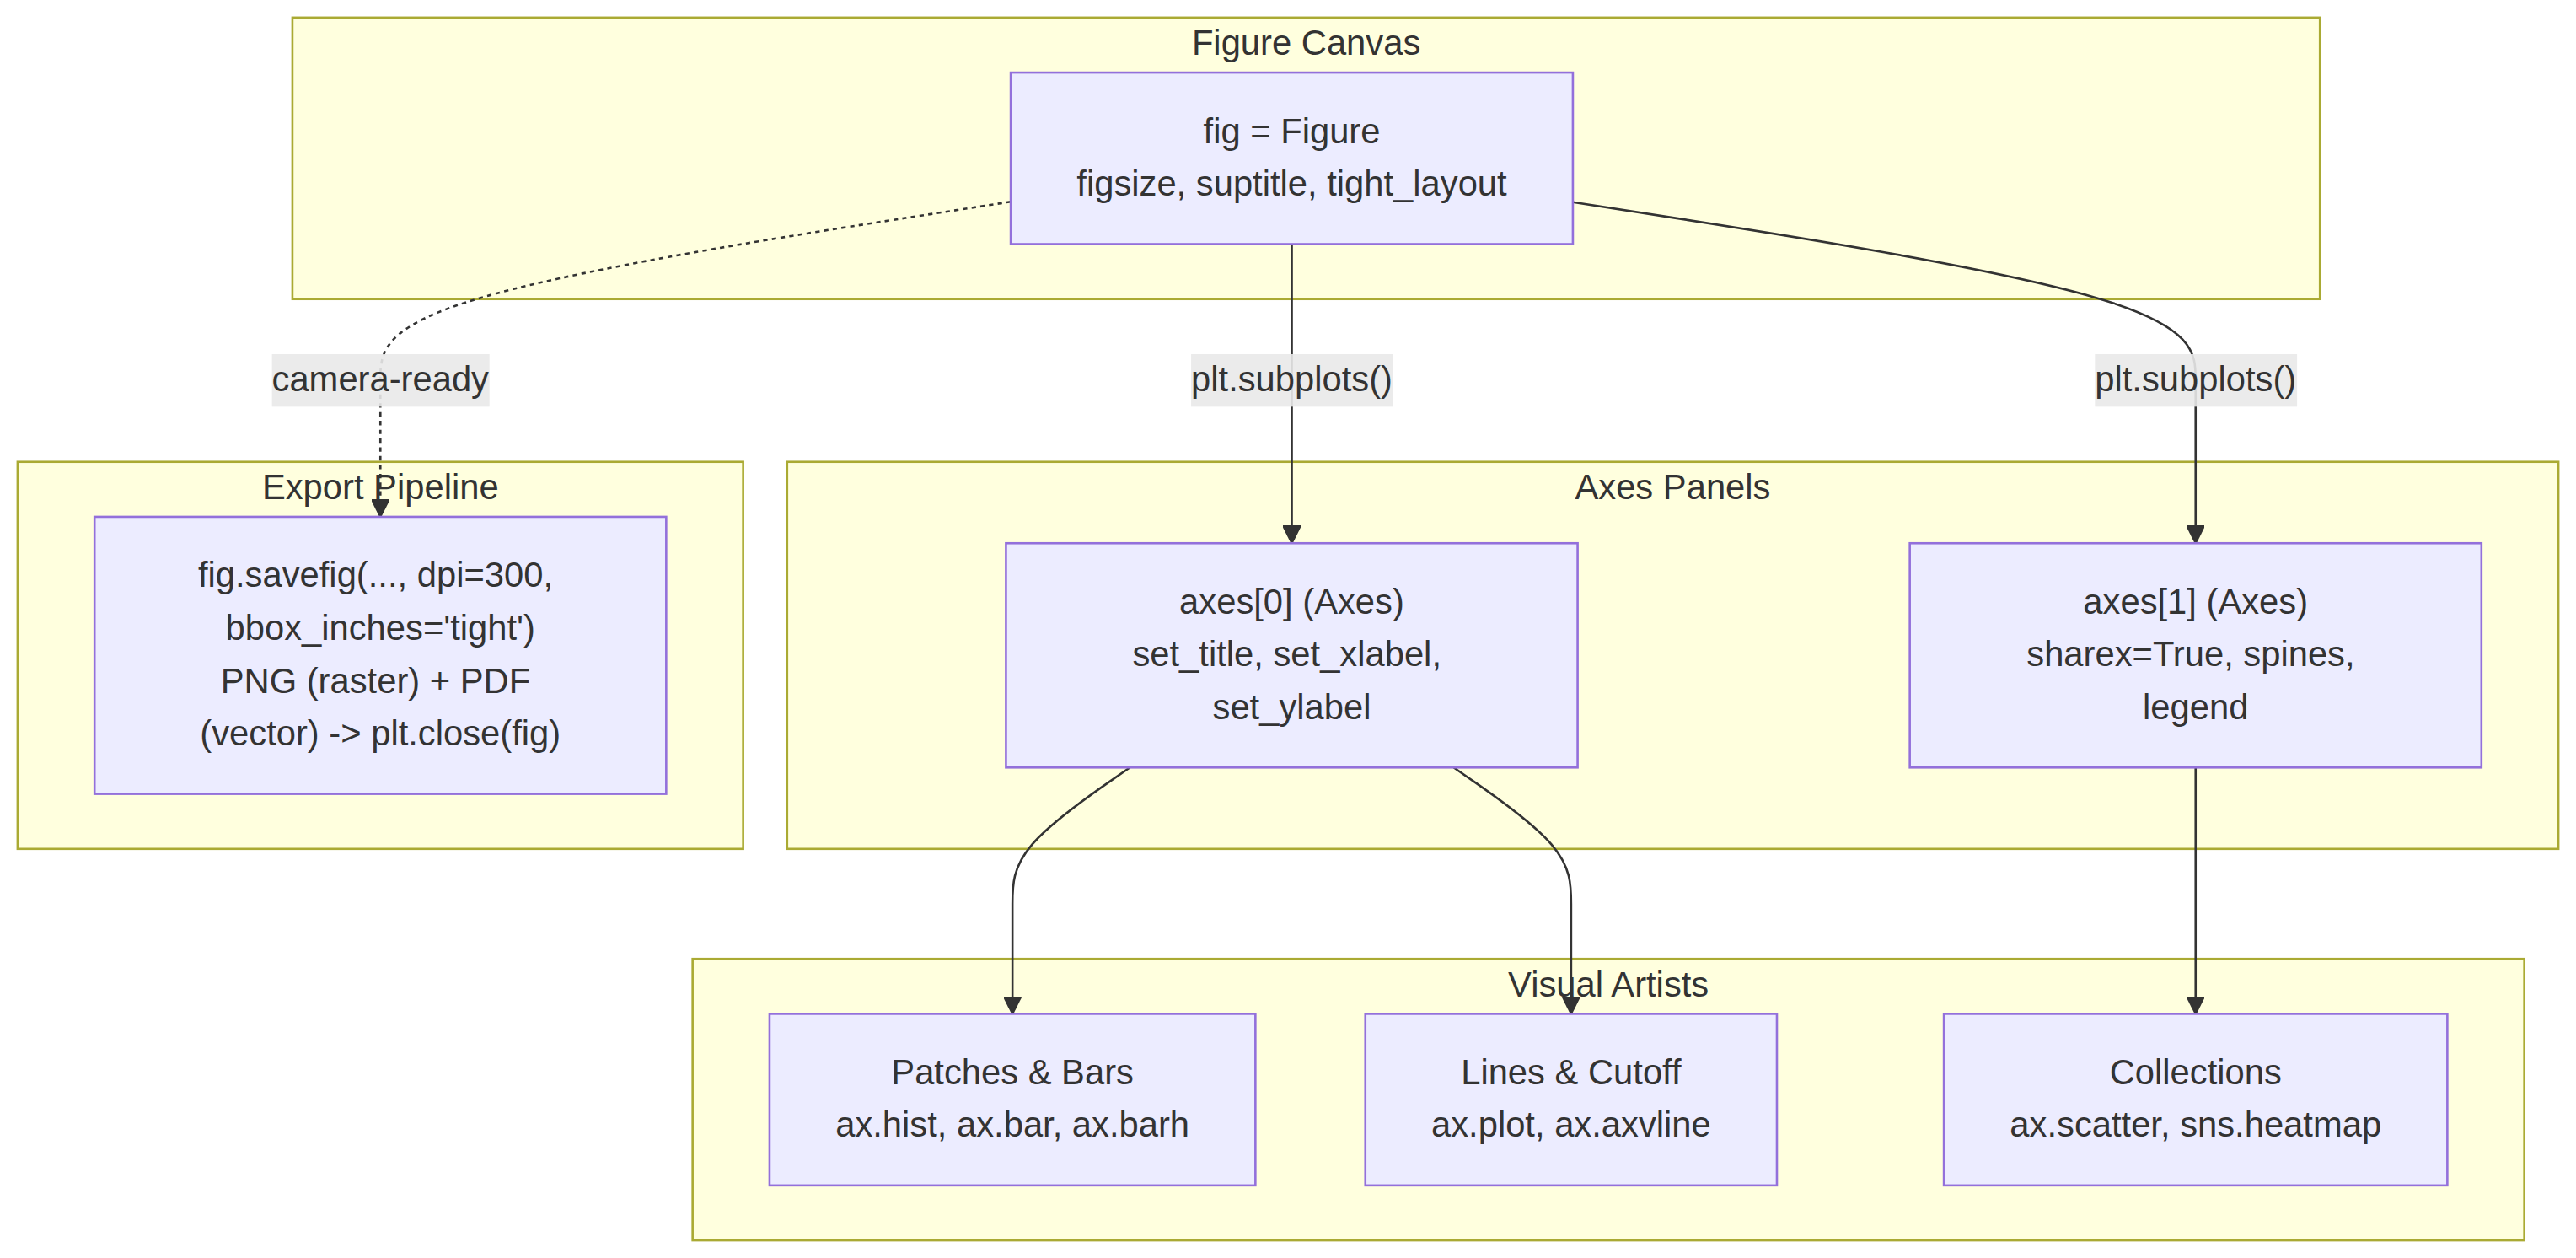 Figure Canvas
fig = Figure
figsize, suptitle, tight_layout
camera-ready
plt.subplots()
plt.subplots()
Export Pipeline
fig.savefig(..., dpi=300,
bbox_inches='tight')
PNG (raster) + PDF
(vector) -> plt.close(fig)
Axes Panels
axes[0] (Axes)
set_title, set_xlabel,
set_ylabel
axes[1] (Axes)
sharex=True, spines,
legend
Visual Artists
Patches & Bars
ax.hist, ax.bar, ax.barh
Lines & Cutoff
ax.plot, ax.axvline
Collections
ax.scatter, sns.heatmap